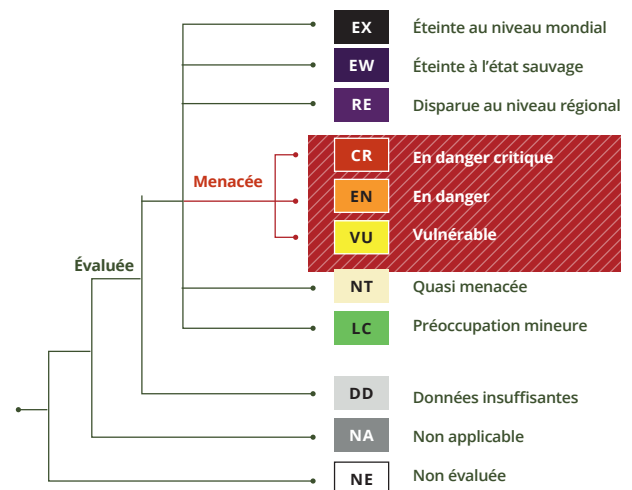 EX Éteinte au niveau mondial
EW Éteinte à l’état sauvage
RE Disparue au niveau régional
Menacée
CR En danger critique
EN En danger
VU Vulnérable
Évaluée
NT Quasi menacée
LC Préoccupation mineure
DD Données insuffisantes
NA Non applicable
NE Non évaluée